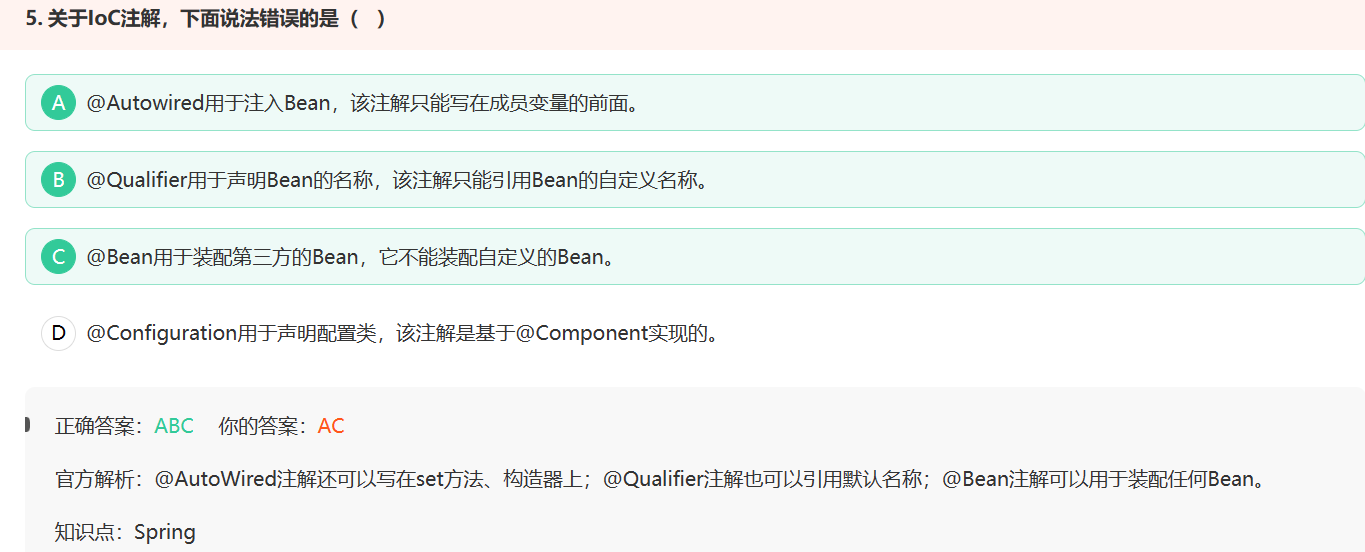 5. 关于IoC注解，下面说法错误的是（ ）
A @Autowired用于注入Bean，该注解只能写在成员变量的前面。
B @Qualifier用于声明Bean的名称，该注解只能引用Bean的自定义名称。
C @Bean用于装配第三方的Bean，它不能装配自定义的Bean。
D @Configuration用于声明配置类，该注解是基于@Component实现的。
正确答案：ABC 你的答案：AC
官方解析：@AutoWired注解还可以写在set方法、构造器上；@Qualifier注解也可以引用默认名称；@Bean注解可以用于装配任何Bean。
知识点：Spring